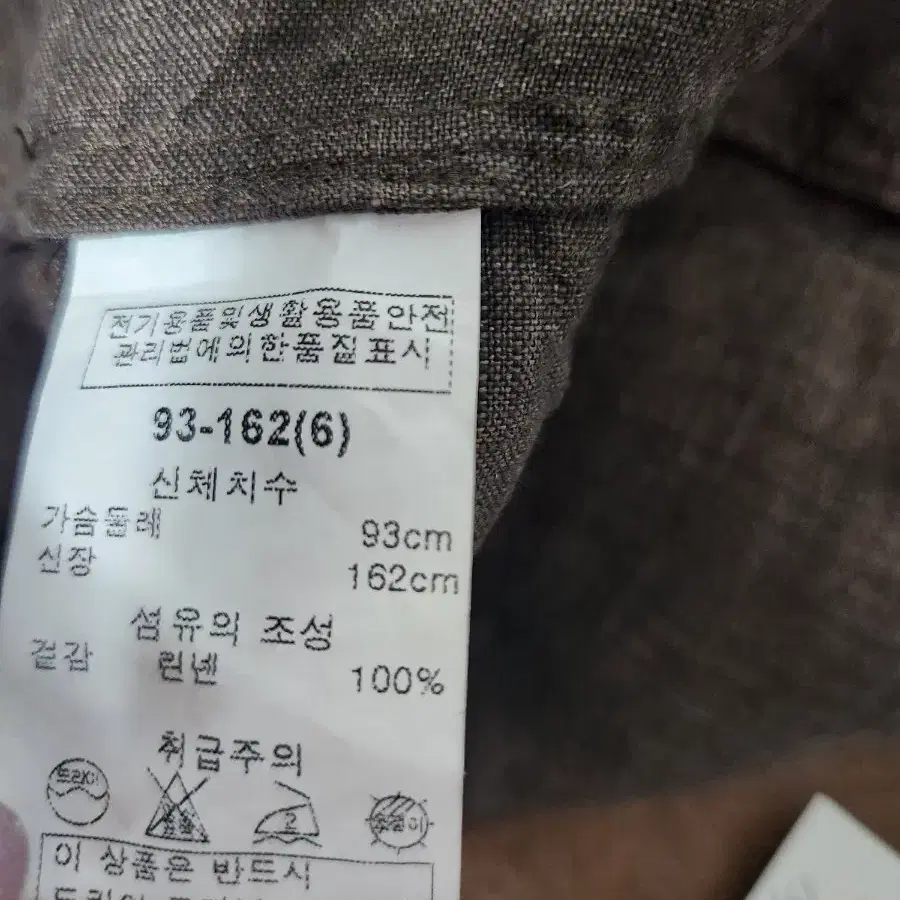 전기용품및생활용품안전
관리법에의한품질표시
93-162(6)
신체치수
가슴둘레 93cm
신장 162cm
섬유의 조성
겉감 린넨 100%
취급주의
드라이
2
이 상품은 반드시